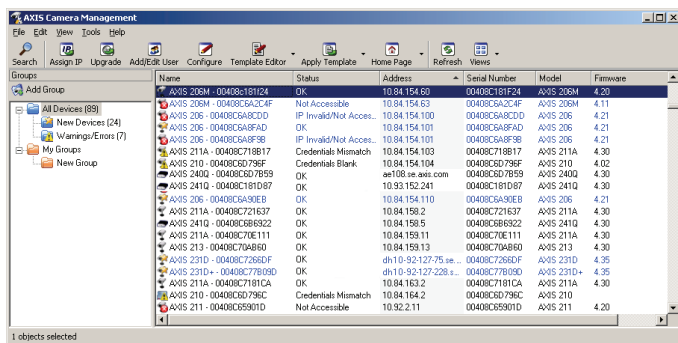 AXIS Camera Management
File Edit View Tools Help
Search Assign IP Upgrade Add/Edit User Configure Template Editor Apply Template Home Page Refresh Views
Groups
Add Group
All Devices (89)
New Devices (24)
Warnings/Errors (7)
My Groups
New Group
Name Status Address Serial Number Model Firmware
AXIS 206M - 00408c181f24 OK 10.84.154.60 00408C181F24 AXIS 206M 4.20
AXIS 206M - 00408C6A2C4F Not Accessible 10.84.154.63 00408C6A2C4F AXIS 206M 4.11
AXIS 206 - 00408C6A8CDD IP Invalid/Not Acces... 10.84.154.100 00408C6A8CDD AXIS 206 4.21
AXIS 206 - 00408C6A8FAD OK 10.84.154.101 00408C6A8FAD AXIS 206 4.21
AXIS 206 - 00408C6A8F9B IP Invalid/Not Acces... 10.84.154.101 00408C6A8F9B AXIS 206 4.21
AXIS 211A - 00408C718B17 Credentials Mismatch 10.84.154.103 00408C718B17 AXIS 211A 4.30
AXIS 210 - 00408C6D796F Credentials Blank 10.84.154.104 00408C6D796F AXIS 210 4.02
AXIS 240Q - 00408C6D7B59 OK ae108.se.axis.com 00408C6D7B59 AXIS 240Q 4.30
AXIS 241Q - 00408C181D87 OK 10.93.152.241 00408C181D87 AXIS 241Q 4.30
AXIS 206 - 00408C6A90EB OK 10.84.154.110 00408C6A90EB AXIS 206 4.21
AXIS 211A - 00408C721637 OK 10.84.158.2 00408C721637 AXIS 211A 4.30
AXIS 241Q - 00408C6B6922 OK 10.84.158.5 00408C6B6922 AXIS 241Q 4.30
AXIS 211A - 00408C70E111 OK 10.84.159.11 00408C70E111 AXIS 211A 4.30
AXIS 213 - 00408C70AB60 OK 10.84.159.13 00408C70AB60 AXIS 213 4.30
AXIS 231D - 00408C7266DF OK dh10-92-127-75.se.... 00408C7266DF AXIS 231D 4.35
AXIS 231D+ - 00408C77B09D OK dh10-92-127-228.s... 00408C77B09D AXIS 231D+ 4.35
AXIS 211A - 00408C7181CA OK 10.84.163.2 00408C7181CA AXIS 211A 4.30
AXIS 210 - 00408C6D796C Credentials Mismatch 10.84.164.2 00408C6D796C AXIS 210
AXIS 211 - 00408C65901D Not Accessible 10.92.2.11 00408C65901D AXIS 211 4.20
1 objects selected